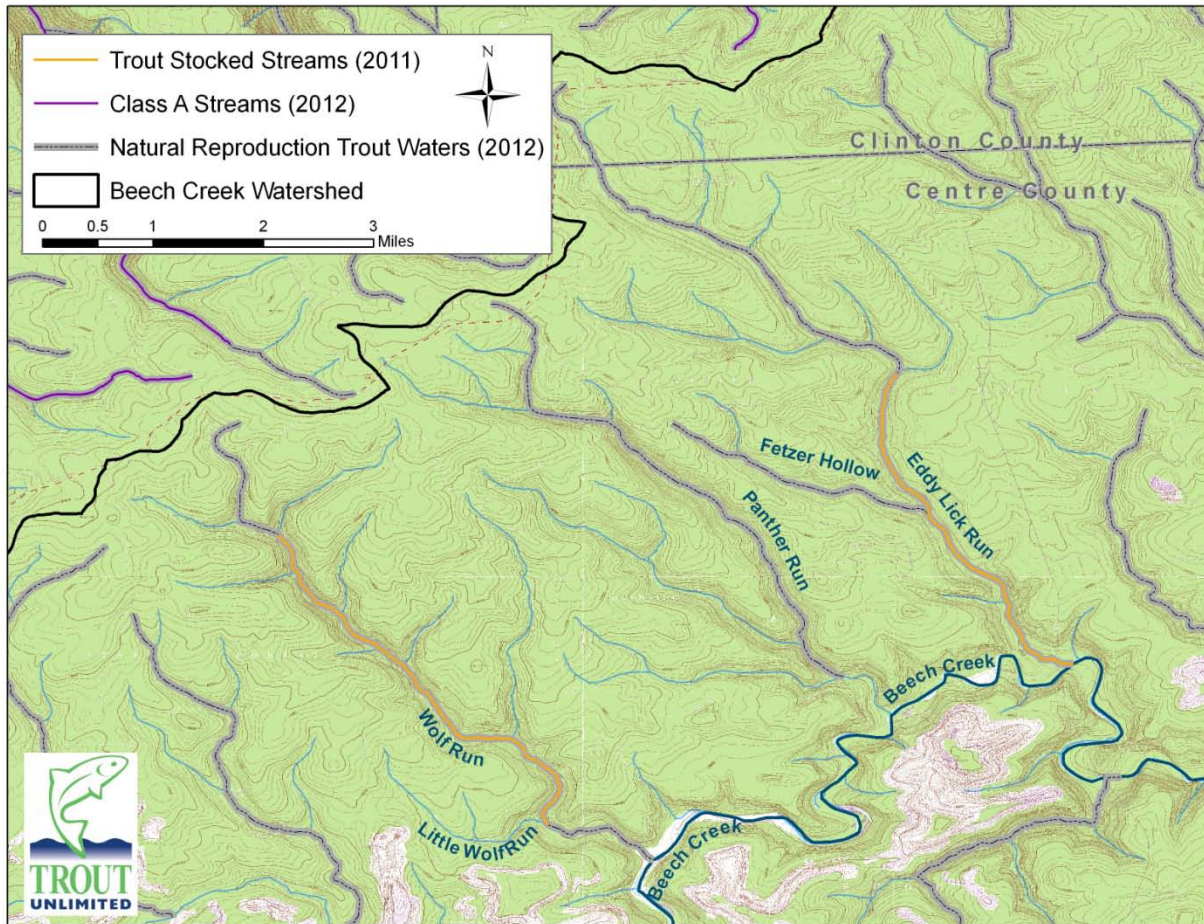 N
Trout Stocked Streams (2011)
Class A Streams (2012)
Natural Reproduction Trout Waters (2012)
Beech Creek Watershed
0 0.5 1 2 3
Miles
Clinton County
Centre County
Fetzer Hollow
Eddy Lick Run
Panther Run
Beech Creek
Wolf Run
Little Wolf Run
Beech Creek
TROUT
UNLIMITED